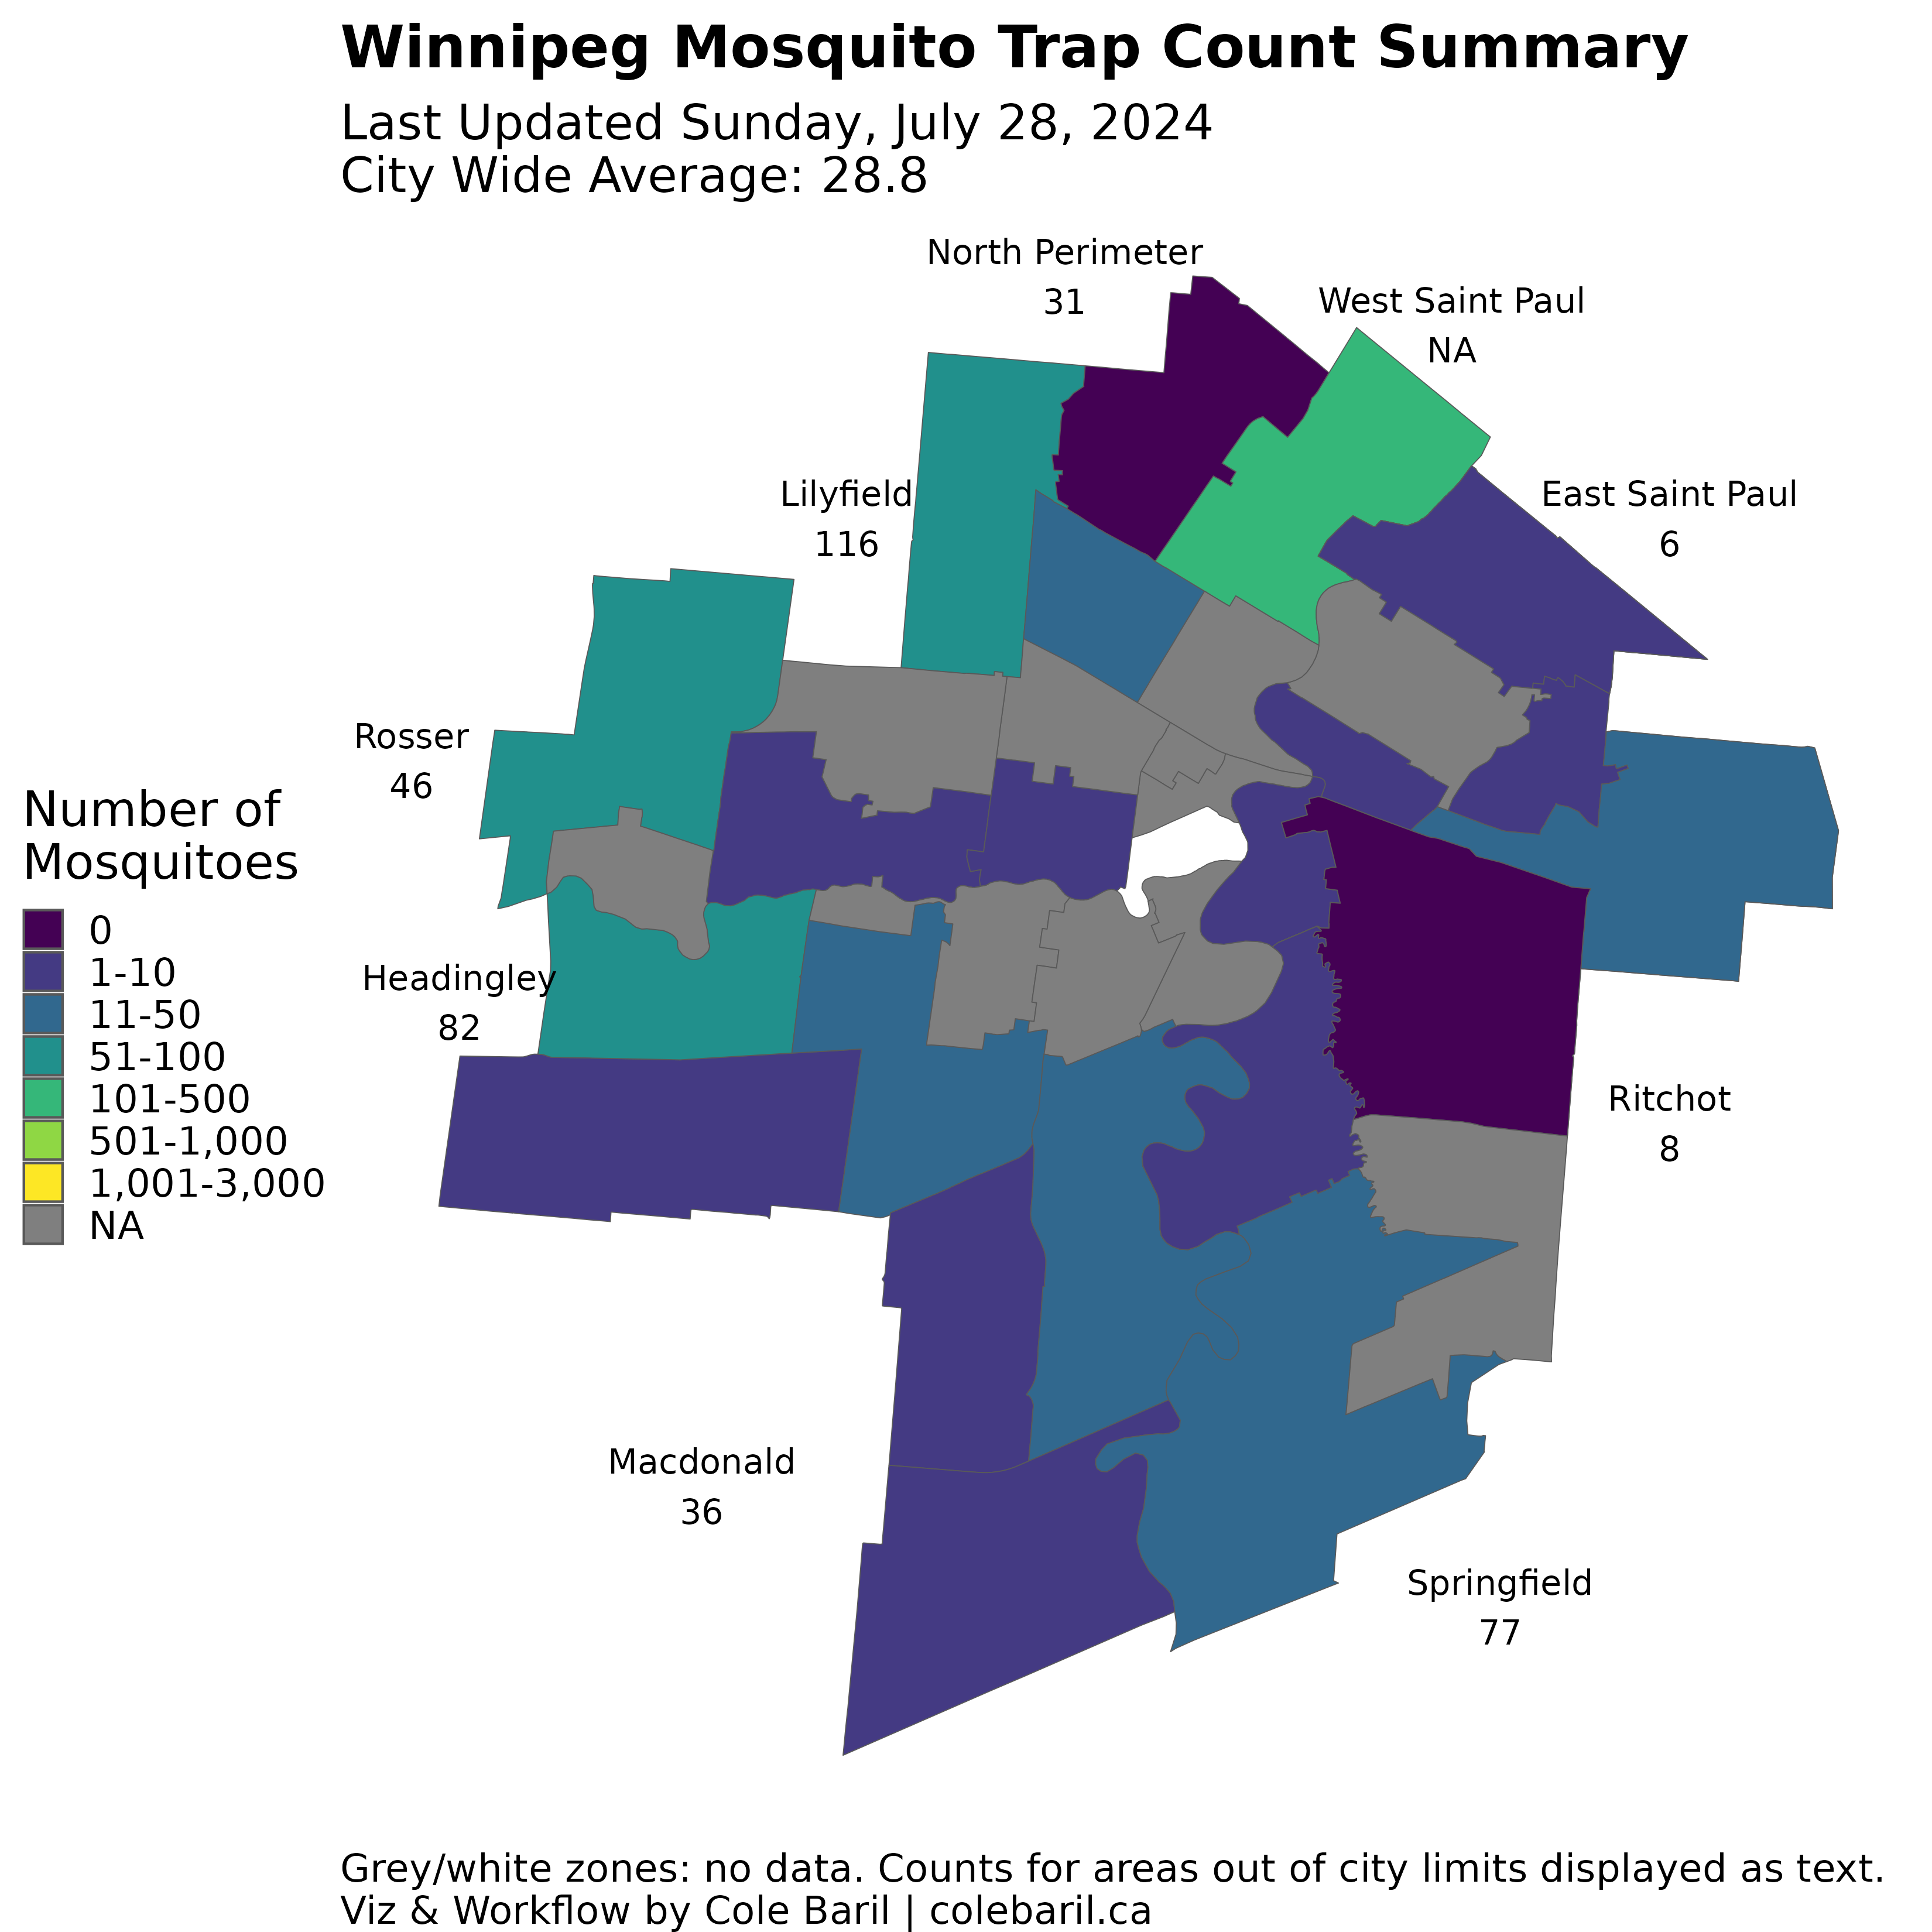 Winnipeg Mosquito Trap Count Summary
Last Updated Sunday, July 28, 2024
City Wide Average: 28.8
North Perimeter
31
West Saint Paul
NA
Lilyfield
116
East Saint Paul
6
Rosser
46
Number of
Mosquitoes
0
1-10
11-50
51-100
101-500
501-1,000
1,001-3,000
NA
Headingley
82
Ritchot
8
Macdonald
36
Springfield
77
Grey/white zones: no data. Counts for areas out of city limits displayed as text.
Viz & Workflow by Cole Baril | colebaril.ca